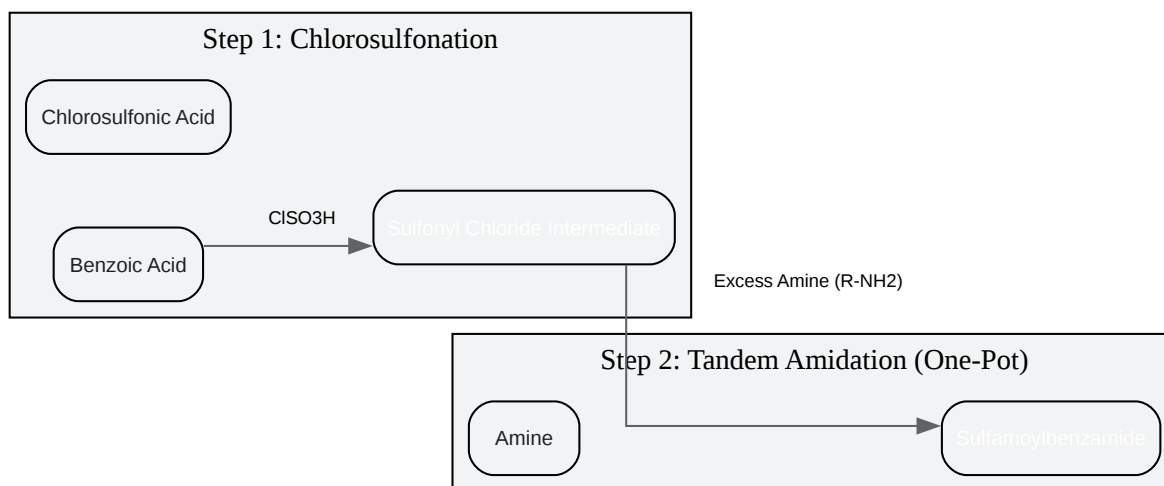 Step 1: Chlorosulfonation
Chlorosulfonic Acid
ClSO3H
Sulfonyl Chloride Intermediate
Benzoic Acid
Excess Amine (R-NH2)
Step 2: Tandem Amidation (One-Pot)
Amine
Sulfamoylbenzamide